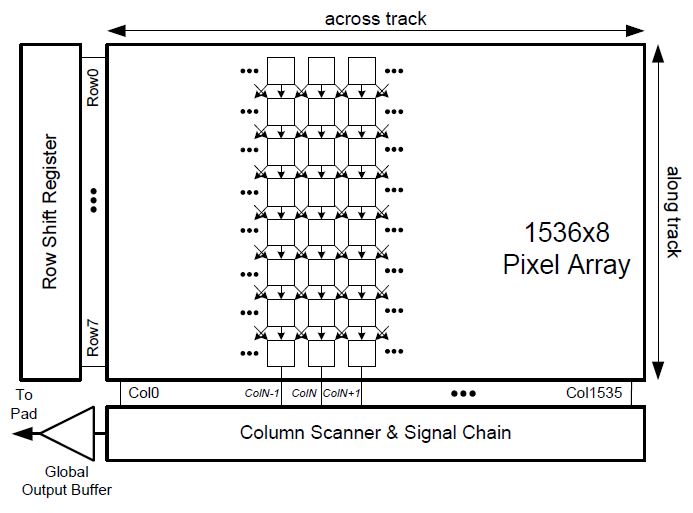 across track
Row0
Row Shift Register
•••
Row7
••• •••
••• •••
••• •••
••• •••
••• •••
••• •••
••• •••
••• •••
1536x8
Pixel Array
along track
To
Pad
Col0
ColN-1
ColN
ColN+1
•••
Col1535
Column Scanner & Signal Chain
Global
Output Buffer